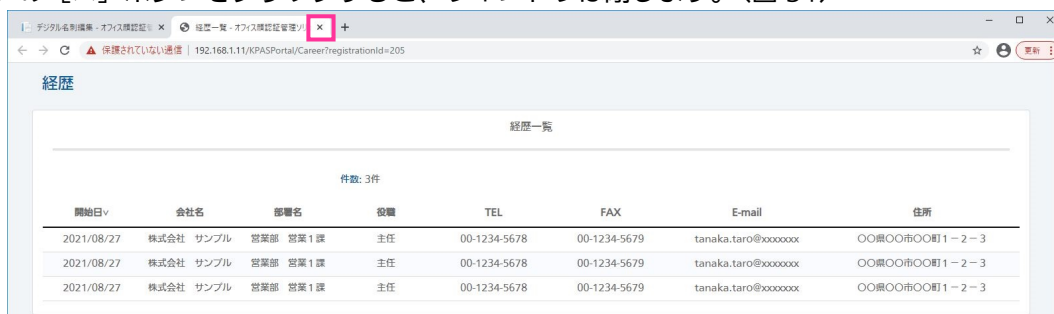 デジタル名刺編集 - オフィス顔認証 × 経歴一覧 - オフィス顔認証管理ソ × +
保護されていない通信 | 192.168.1.11/KPASPortal/Career?registrationId=205 更新
経歴
経歴一覧
件数: 3件
開始日 会社名 部署名 役職 TEL FAX E-mail 住所
2021/08/27 株式会社 サンプル 営業部 営業1課 主任 00-1234-5678 00-1234-5679 tanaka.taro@xxxxxxx 〇〇県〇〇市〇〇町1-2-3
2021/08/27 株式会社 サンプル 営業部 営業1課 主任 00-1234-5678 00-1234-5679 tanaka.taro@xxxxxxx 〇〇県〇〇市〇〇町1-2-3
2021/08/27 株式会社 サンプル 営業部 営業1課 主任 00-1234-5678 00-1234-5679 tanaka.taro@xxxxxxx 〇〇県〇〇市〇〇町1-2-3